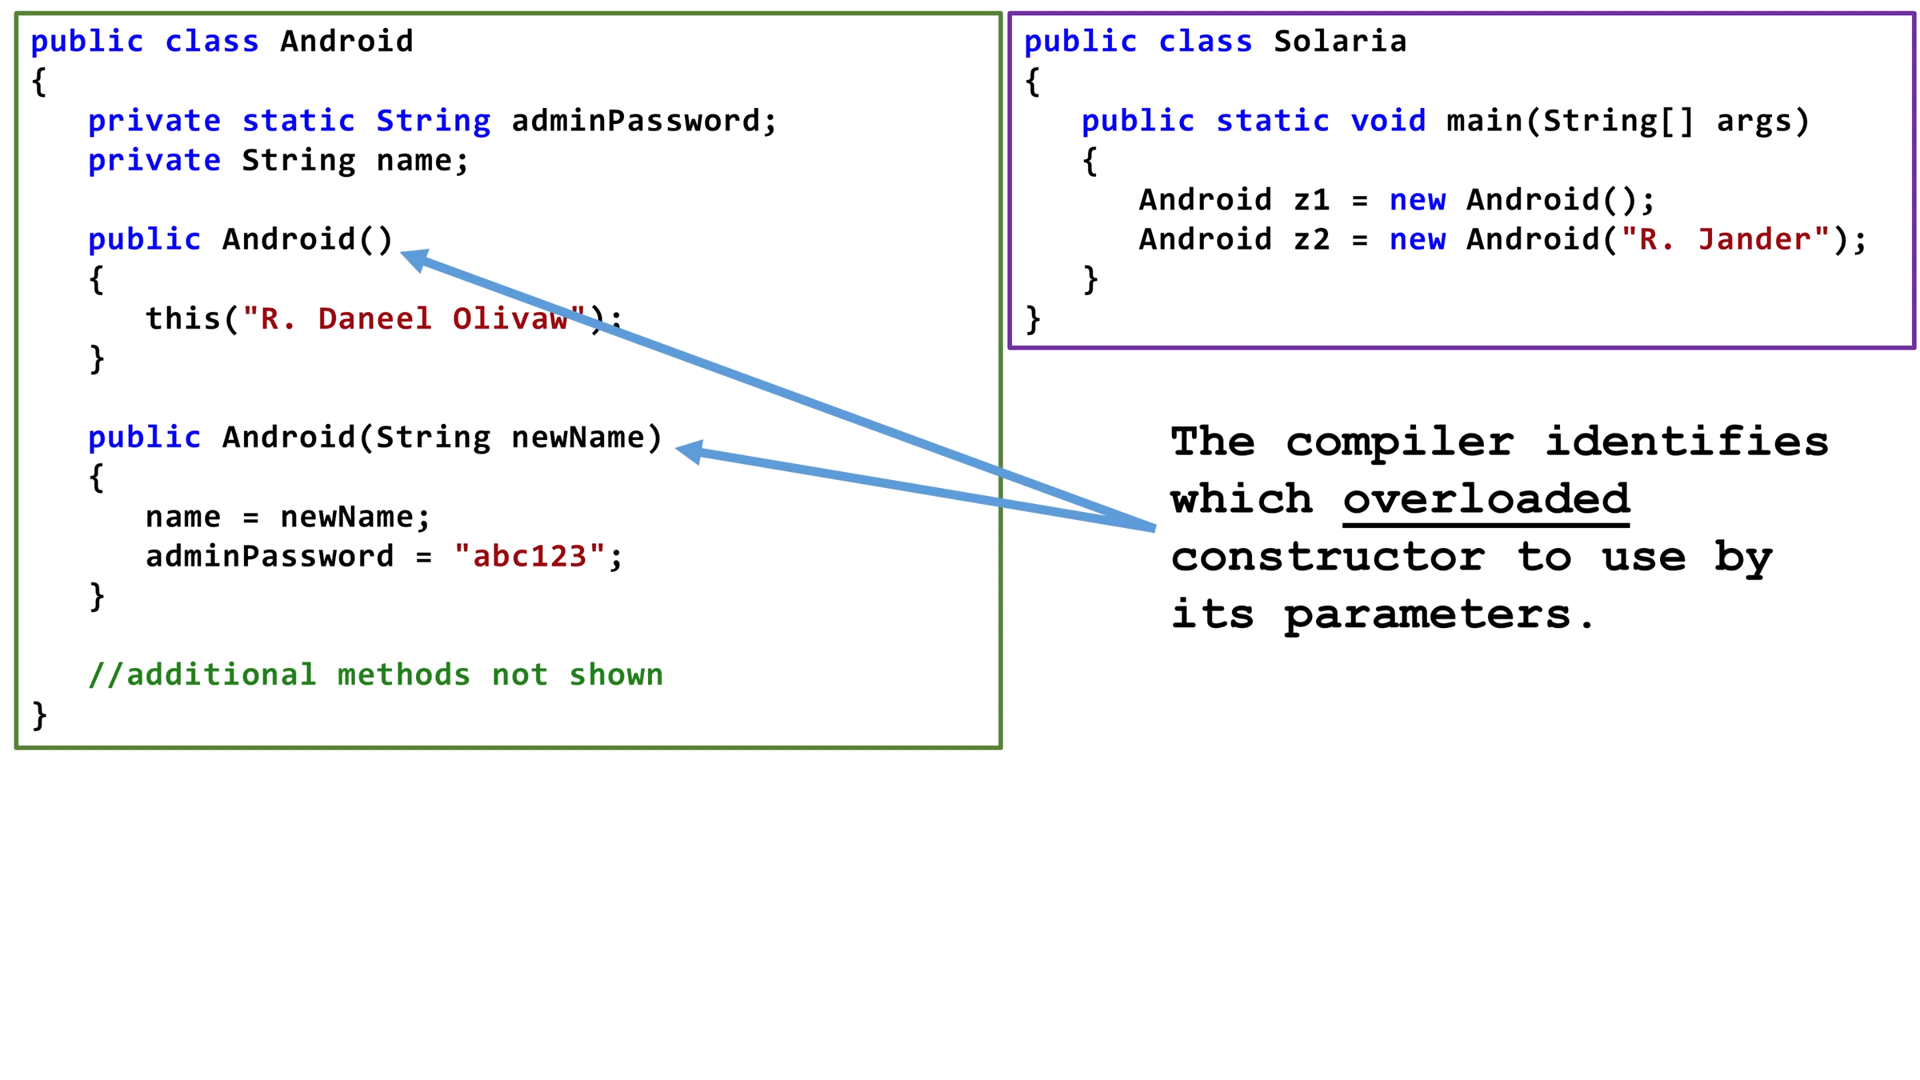 public class Android
{
private static String adminPassword;
private String name;
public Android()
{
this("R. Daneel Olivaw");
}
public Android(String newName)
{
name = newName;
adminPassword = "abc123";
}
//additional methods not shown
}
public class Solaria
{
public static void main(String[] args)
{
Android z1 = new Android();
Android z2 = new Android("R. Jander");
}
}
The compiler identifies
which overloaded
constructor to use by
its parameters.